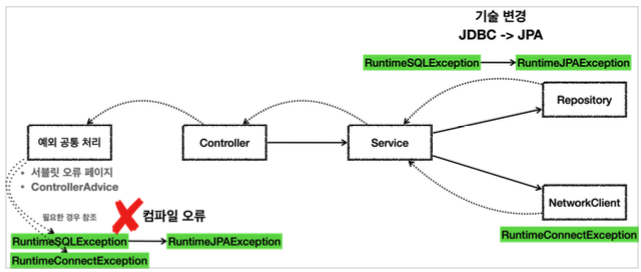 기술 변경
JDBC -> JPA
RuntimeSQLException
RuntimeJPAException
Repository
예외 공통 처리
Controller
Service
• 서블릿 오류 페이지
• ControllerAdvice
NetworkClient
필요한 경우 참조
컴파일 오류
RuntimeConnectException
RuntimeSQLException
RuntimeJPAException
RuntimeConnectException